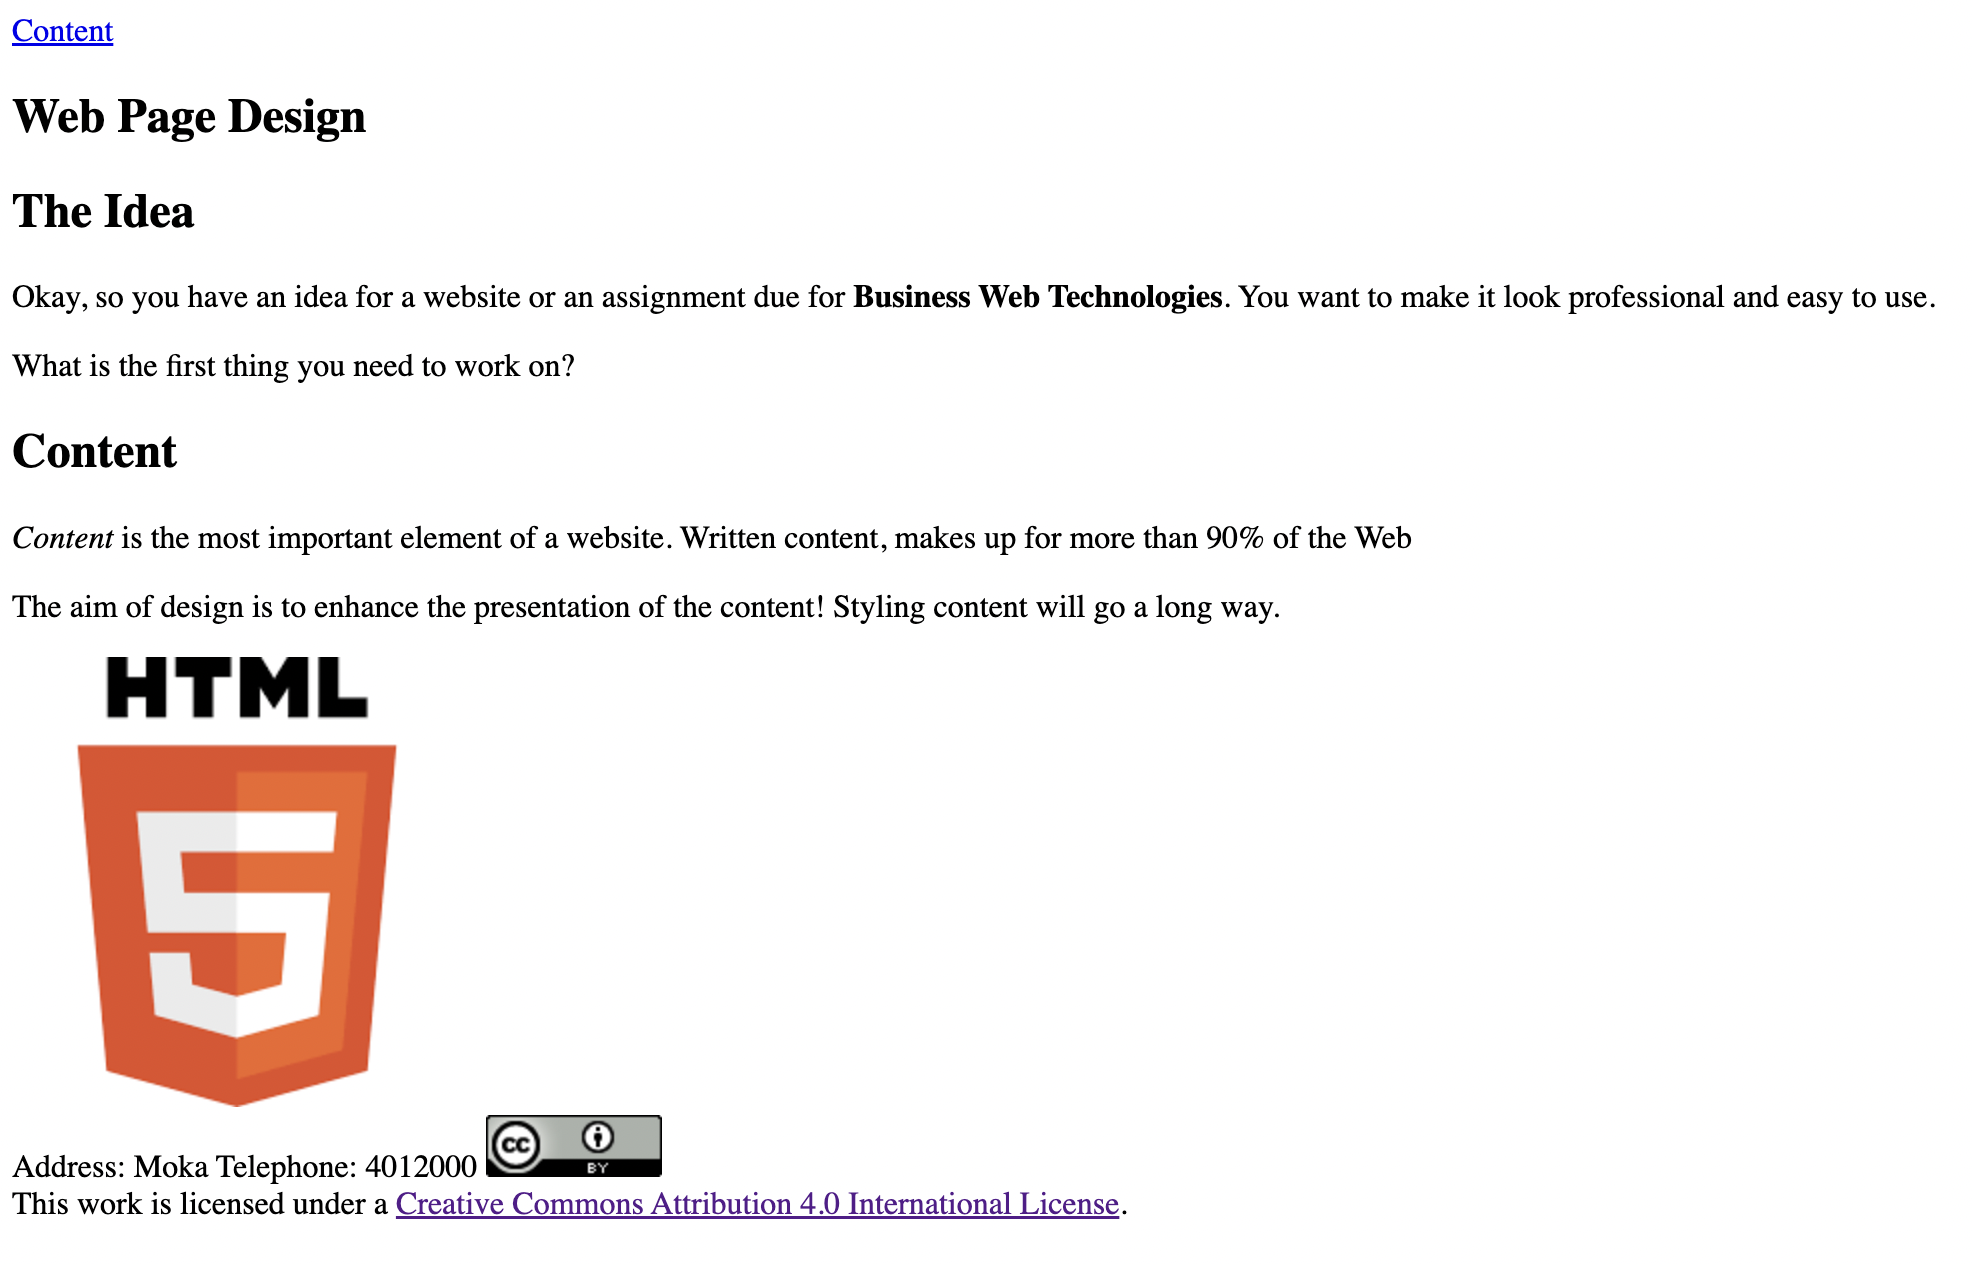 Content
Web Page Design
The Idea
Okay, so you have an idea for a website or an assignment due for Business Web Technologies. You want to make it look professional and easy to use.
What is the first thing you need to work on?
Content
Content is the most important element of a website. Written content, makes up for more than 90% of the Web
The aim of design is to enhance the presentation of the content! Styling content will go a long way.
HTML
5
Address: Moka Telephone: 4012000 cc BY
This work is licensed under a Creative Commons Attribution 4.0 International License.